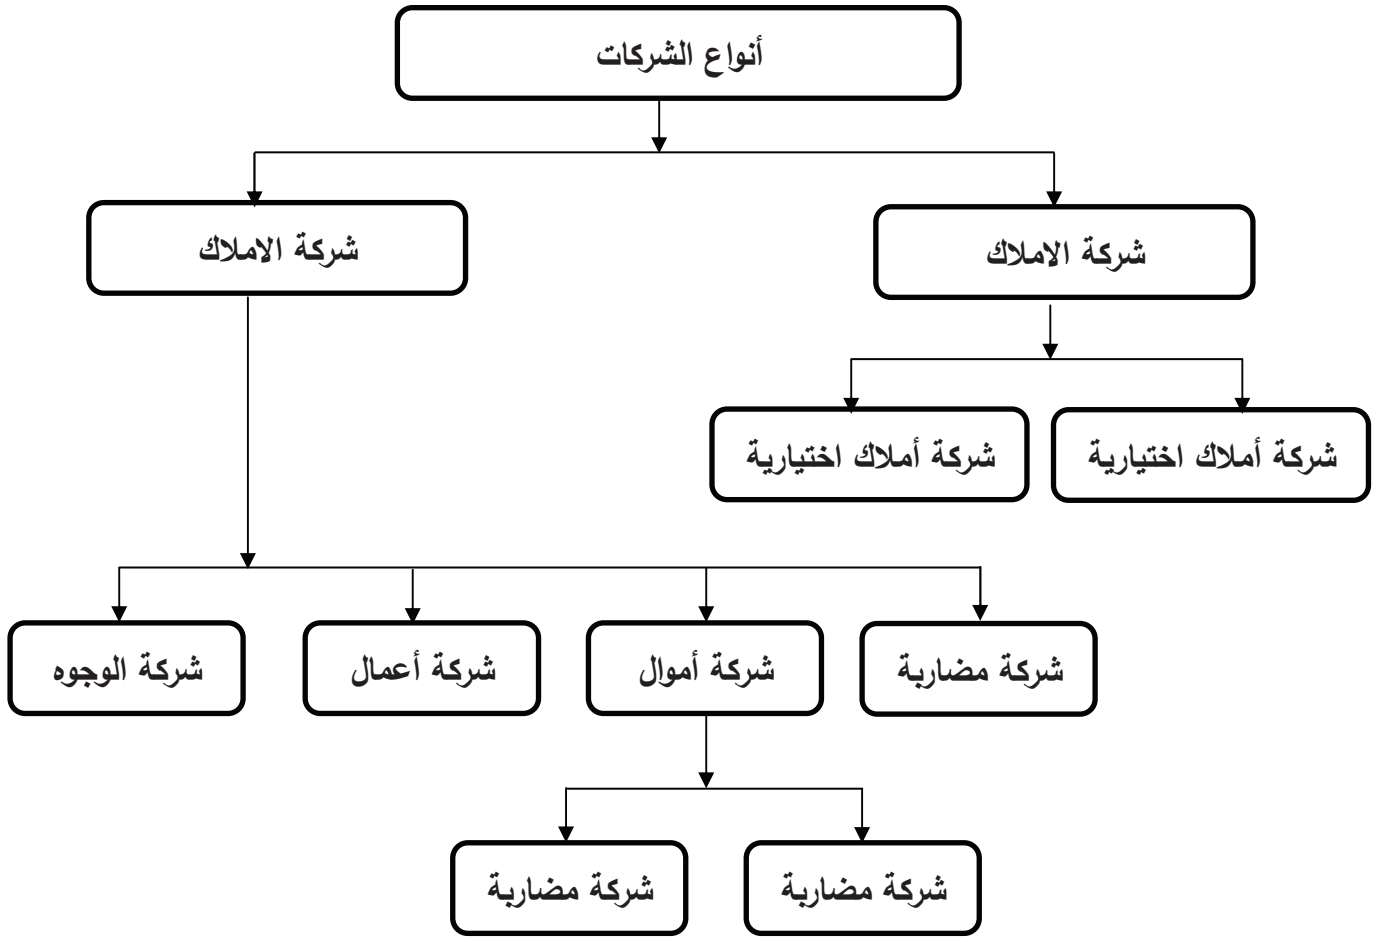 أنواع الشركات
شركة الاملاك
شركة الاملاك
شركة أملاك اختيارية
شركة أملاك اختيارية
شركة مضاربة
شركة أموال
شركة أعمال
شركة الوجوه
شركة مضاربة
شركة مضاربة